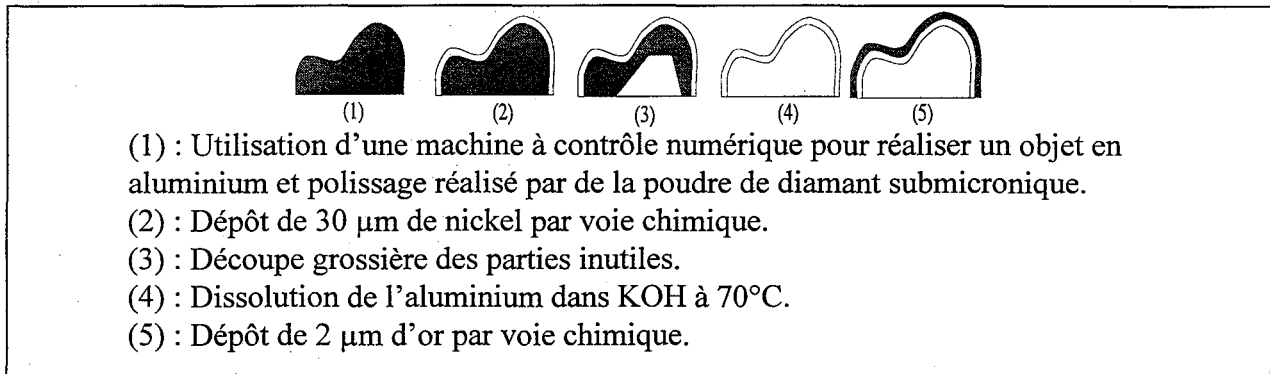 (1) (2) (3) (4) (5)
(1) : Utilisation d’une machine à contrôle numérique pour réaliser un objet en
aluminium et polissage réalisé par de la poudre de diamant submicronique.
(2) : Dépôt de 30 µm de nickel par voie chimique.
(3) : Découpe grossière des parties inutiles.
(4) : Dissolution de l’aluminium dans KOH à 70°C.
(5) : Dépôt de 2 µm d’or par voie chimique.